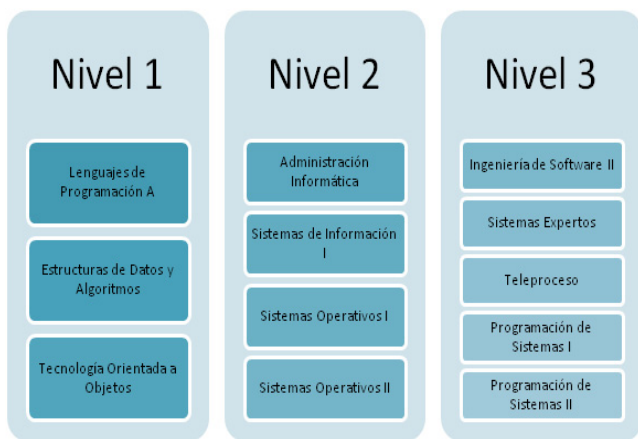 Nivel 1
Lenguajes de
Programación A
Estructuras de Datos y
Algoritmos
Tecnología Orientada a
Objetos
Nivel 2
Administración
Informática
Sistemas de Información
I
Sistemas Operativos I
Sistemas Operativos II
Nivel 3
Ingeniería de Software II
Sistemas Expertos
Teleproceso
Programación de
Sistemas I
Programación de
Sistemas II